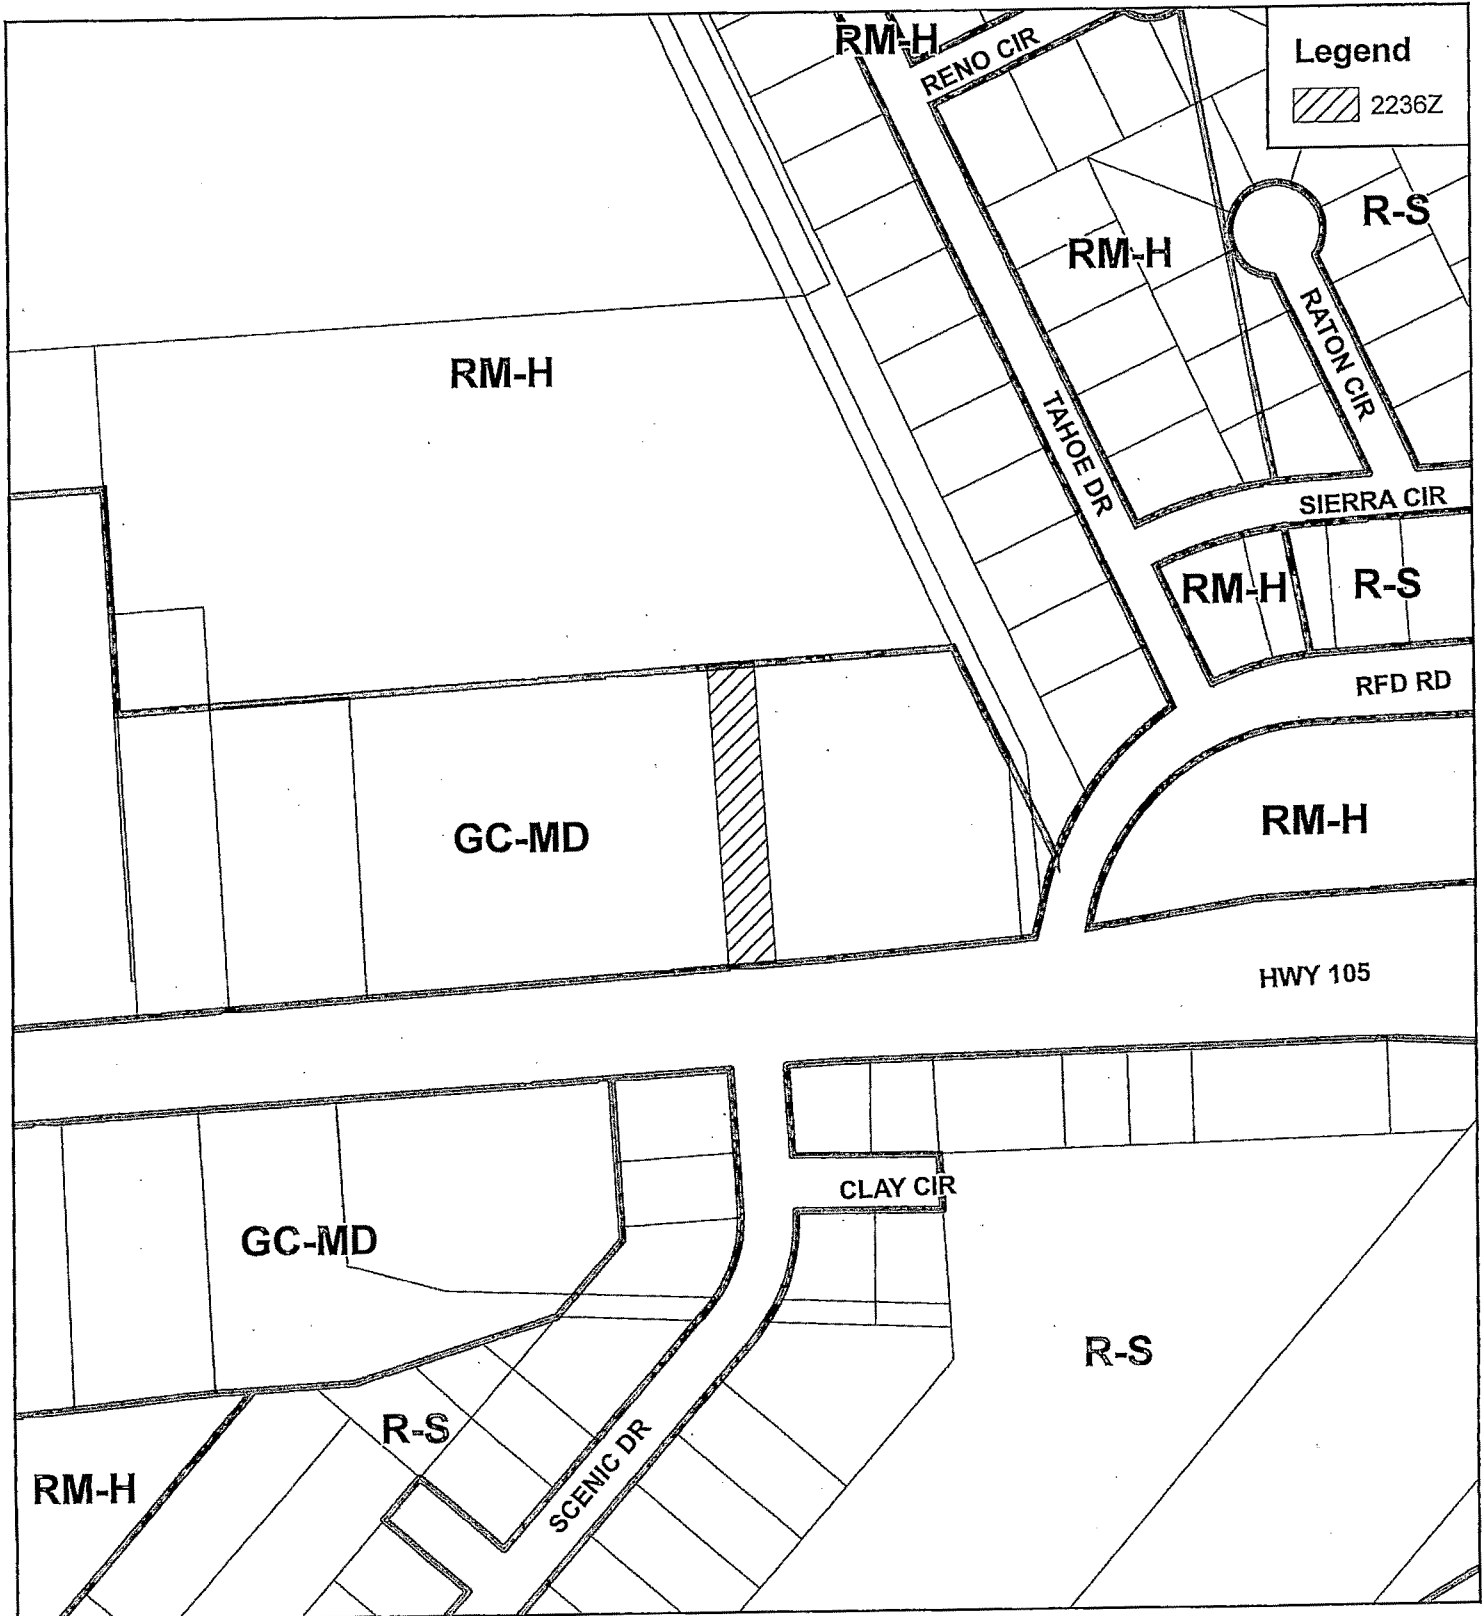 RM-H
RENO CIR
Legend
2236Z
R-S
RM-H
RATON CIR
RM-H
TAHOE DR
SIERRA CIR
RM-H
R-S
RFD RD
GC-MD
RM-H
HWY 105
CLAY CIR
GC-MD
R-S
R-S
SCENIC DR
RM-H